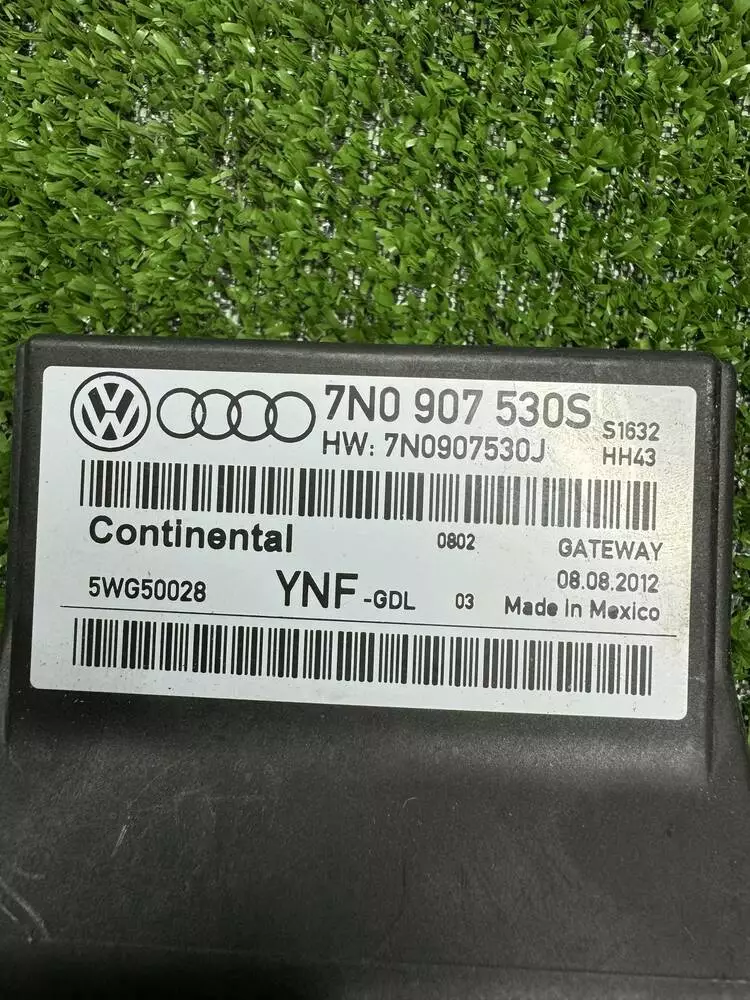 7N0 907 530S S1632
HW: 7N0907530J HH43
Continental 0802 GATEWAY
5WG50028 YNF-GDL 03 08.08.2012
Made in Mexico